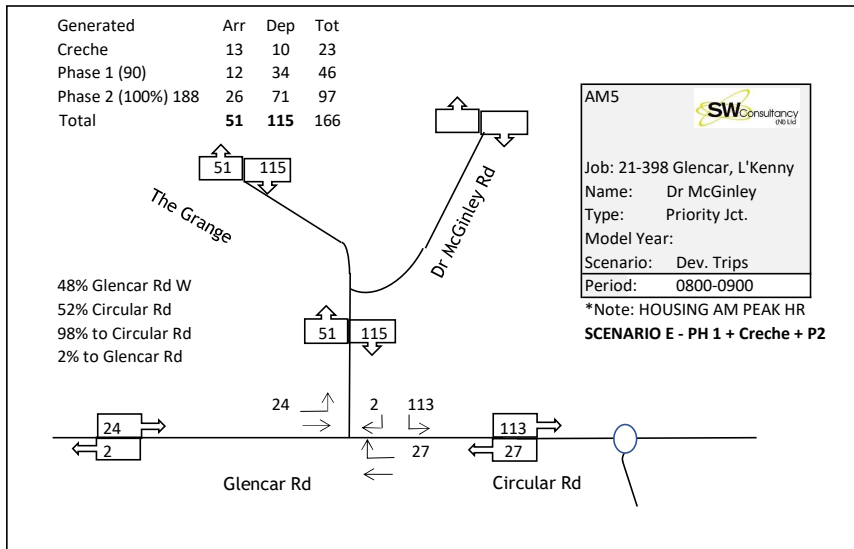 Generated Arr Dep Tot
Creche 13 10 23
Phase 1 (90) 12 34 46
Phase 2 (100%) 188 26 71 97
Total 51 115 166
AM5
SW Consultancy
(NI) Ltd
Job: 21-398 Glencar, L'Kenny
Name: Dr McGinley
Type: Priority Jct.
Model Year:
Scenario: Dev. Trips
Period: 0800-0900
*Note: HOUSING AM PEAK HR
SCENARIO E - PH 1 + Creche + P2
51 115
The Grange
Dr McGinley Rd
48% Glencar Rd W
52% Circular Rd
98% to Circular Rd
2% to Glencar Rd
51 115
24 2 113
24
2
27
113
27
Glencar Rd
Circular Rd